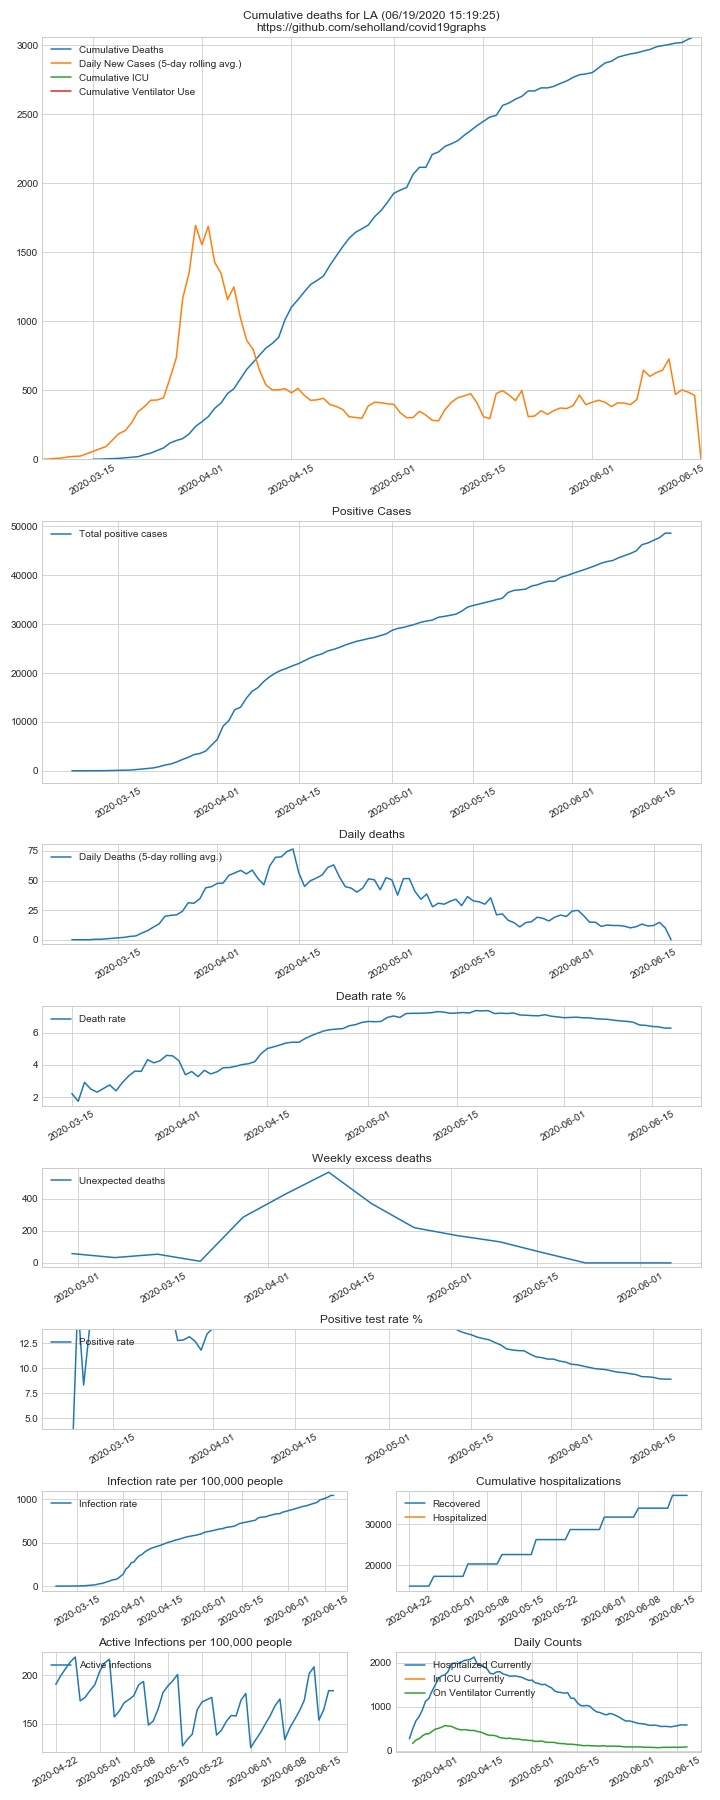 Cumulative deaths for LA (06/19/2020 15:19:25)
https://github.com/seholland/covid19graphs
Cumulative Deaths
Daily New Cases (5-day rolling avg.)
Cumulative ICU
Cumulative Ventilator Use
3000
2500
2000
1500
1000
500
0
2020-03-15 2020-04-01 2020-04-15 2020-05-01 2020-05-15 2020-06-01 2020-06-15
Positive Cases
Total positive cases
50000
40000
30000
20000
10000
0
2020-03-15 2020-04-01 2020-04-15 2020-05-01 2020-05-15 2020-06-01 2020-06-15
Daily deaths
Daily Deaths (5-day rolling avg.)
75
50
25
0
2020-03-15 2020-04-01 2020-04-15 2020-05-01 2020-05-15 2020-06-01 2020-06-15
Death rate %
Death rate
6
4
2
2020-03-15 2020-04-01 2020-04-15 2020-05-01 2020-05-15 2020-06-01 2020-06-15
Weekly excess deaths
Unexpected deaths
400
200
0
2020-03-01 2020-03-15 2020-04-01 2020-04-15 2020-05-01 2020-05-15 2020-06-01
Positive test rate %
Positive rate
12.5
10.0
7.5
5.0
2020-03-15 2020-04-01 2020-04-15 2020-05-01 2020-05-15 2020-06-01 2020-06-15
Infection rate per 100,000 people
Infection rate
1000
500
0
2020-03-15 2020-04-01 2020-04-15 2020-05-01 2020-05-15 2020-06-01 2020-06-15
Cumulative hospitalizations
Recovered
Hospitalized
30000
20000
2020-04-22 2020-05-01 2020-05-08 2020-05-15 2020-05-22 2020-06-01 2020-06-08 2020-06-15
Active Infections per 100,000 people
Active Infections
200
150
2020-04-22 2020-05-01 2020-05-08 2020-05-15 2020-05-22 2020-06-01 2020-06-08 2020-06-15
Daily Counts
Hospitalized Currently
In ICU Currently
On Ventilator Currently
2000
1000
0
2020-04-01 2020-04-15 2020-05-01 2020-05-15 2020-06-01 2020-06-15